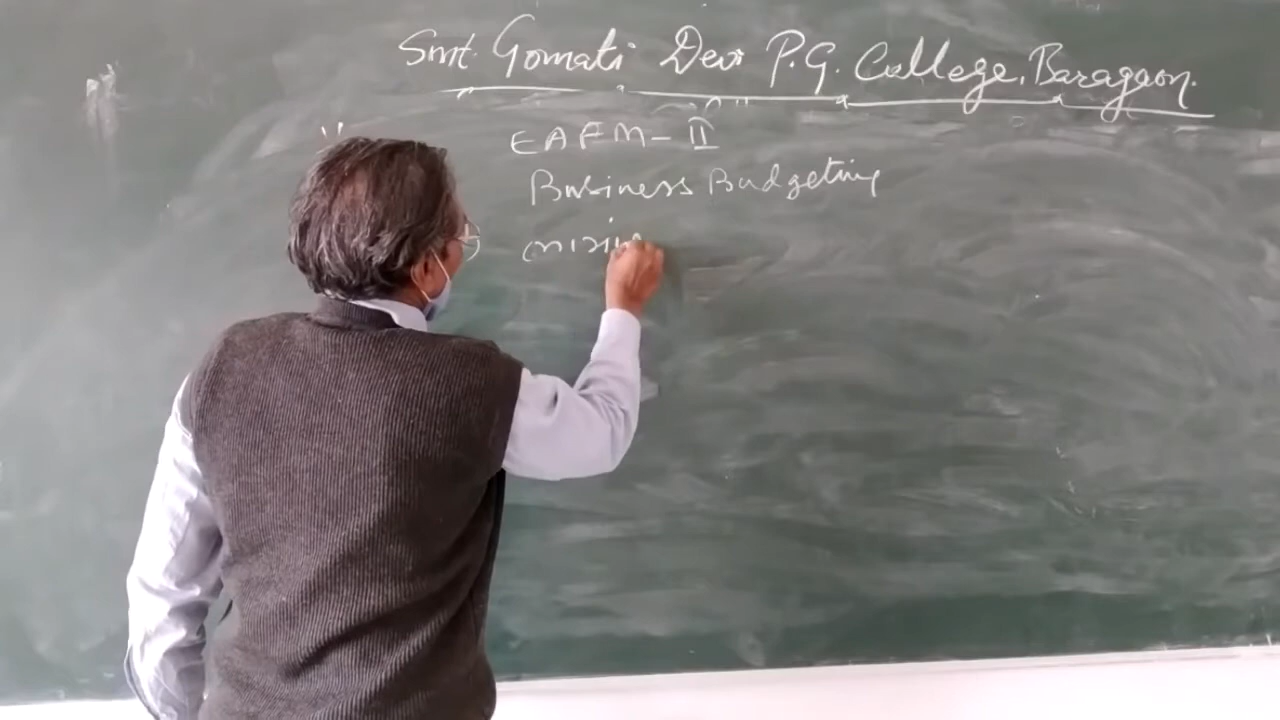 Smt. Gomati Devi P.G. College, Baragaon.
EAFM - II
Business Budgeting